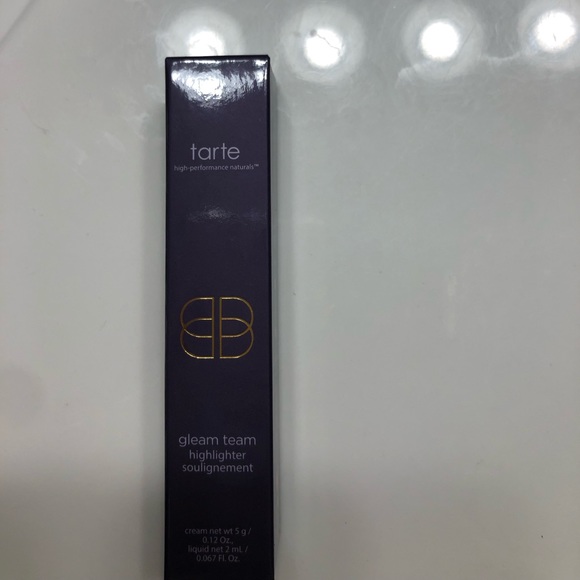 tarte
high-performance naturals™
gleam team
highlighter
soulignement
cream net wt 5 g /
0.12 Oz.,
liquid net 2 mL /
0.067 Fl. Oz.